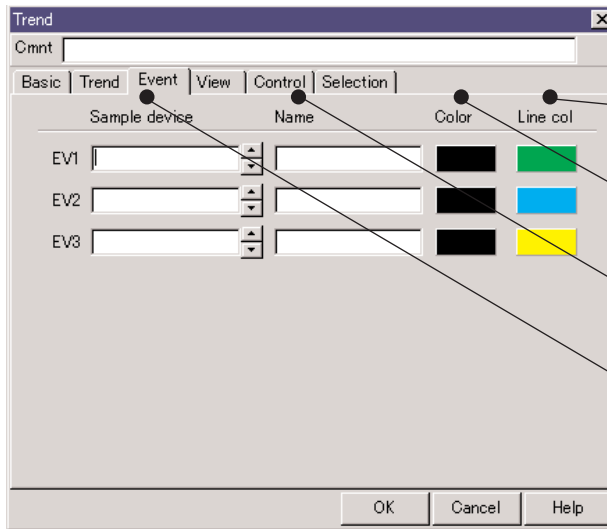 Trend
Cmnt
Basic Trend Event View Control Selection
Sample device Name Color Line col
EV1
EV2
EV3
OK Cancel Help